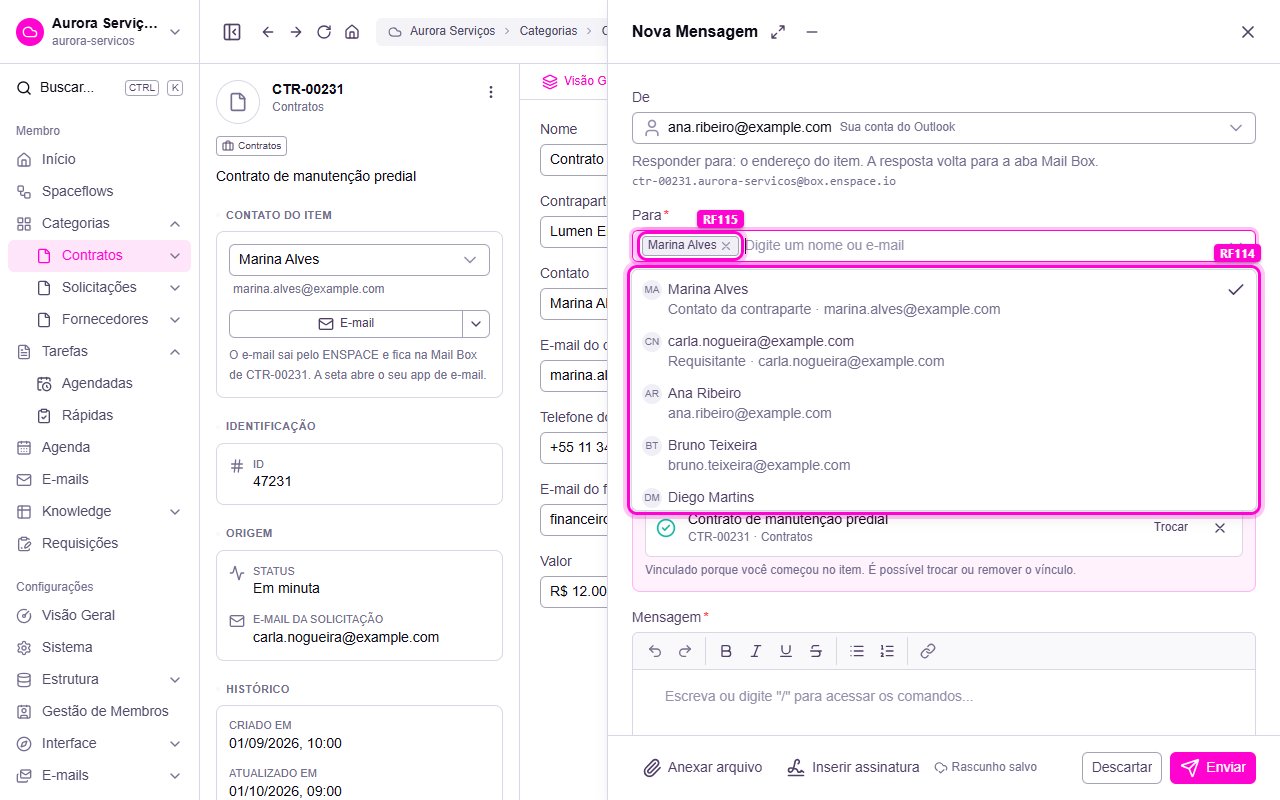 Aurora Serviç...
aurora-servicos
Buscar...
CTRL
K
Membro
Início
Spaceflows
Categorias
Contratos
Solicitações
Fornecedores
Tarefas
Agendadas
Rápidas
Agenda
E-mails
Knowledge
Requisições
Configurações
Visão Geral
Sistema
Estrutura
Gestão de Membros
Interface
E-mails
Aurora Serviços
Categorias
CTR-00231
Contratos
Contratos
Contrato de manutenção predial
CONTATO DO ITEM
Marina Alves
marina.alves@example.com
E-mail
O e-mail sai pelo ENSPACE e fica na Mail Box
de CTR-00231. A seta abre o seu app de e-mail.
IDENTIFICAÇÃO
ID
47231
ORIGEM
STATUS
Em minuta
E-MAIL DA SOLICITAÇÃO
carla.nogueira@example.com
HISTÓRICO
CRIADO EM
01/09/2026, 10:00
ATUALIZADO EM
01/10/2026, 09:00
Visão G
Nome
Contrato
Contrapart
Lumen E
Contato
Marina Al
E-mail do c
marina.al
Telefone do
+55 11 34
E-mail do f
financeiro
Valor
R$ 12.00
Nova Mensagem
De
ana.ribeiro@example.com Sua conta do Outlook
Responder para: o endereço do item. A resposta volta para a aba Mail Box.
ctr-00231.aurora-servicos@box.enspace.io
Para*
RF115
Marina Alves
Digite um nome ou e-mail
RF114
MA
Marina Alves
Contato da contraparte · marina.alves@example.com
CN
carla.nogueira@example.com
Requisitante · carla.nogueira@example.com
AR
Ana Ribeiro
ana.ribeiro@example.com
BT
Bruno Teixeira
bruno.teixeira@example.com
DM
Diego Martins
Contrato de manutenção predial
CTR-00231 · Contratos
Trocar
Vinculado porque você começou no item. É possível trocar ou remover o vínculo.
Mensagem*
Escreva ou digite "/" para acessar os comandos...
Anexar arquivo
Inserir assinatura
Rascunho salvo
Descartar
Enviar